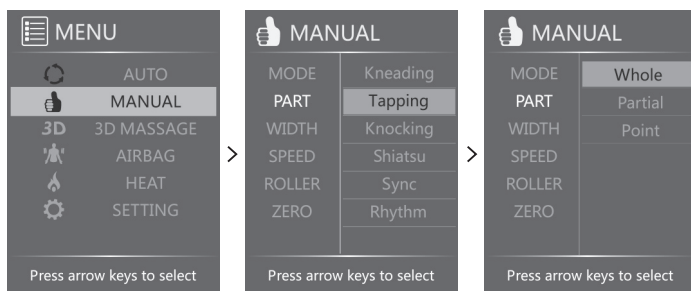 MENU
AUTO
MANUAL
3D 3D MASSAGE
AIRBAG
HEAT
SETTING
Press arrow keys to select
>
MANUAL
MODE Kneading
PART Tapping
WIDTH Knocking
SPEED Shiatsu
ROLLER Sync
ZERO Rhythm
Press arrow keys to select
>
MANUAL
MODE Whole
PART Partial
WIDTH Point
SPEED
ROLLER
ZERO
Press arrow keys to select